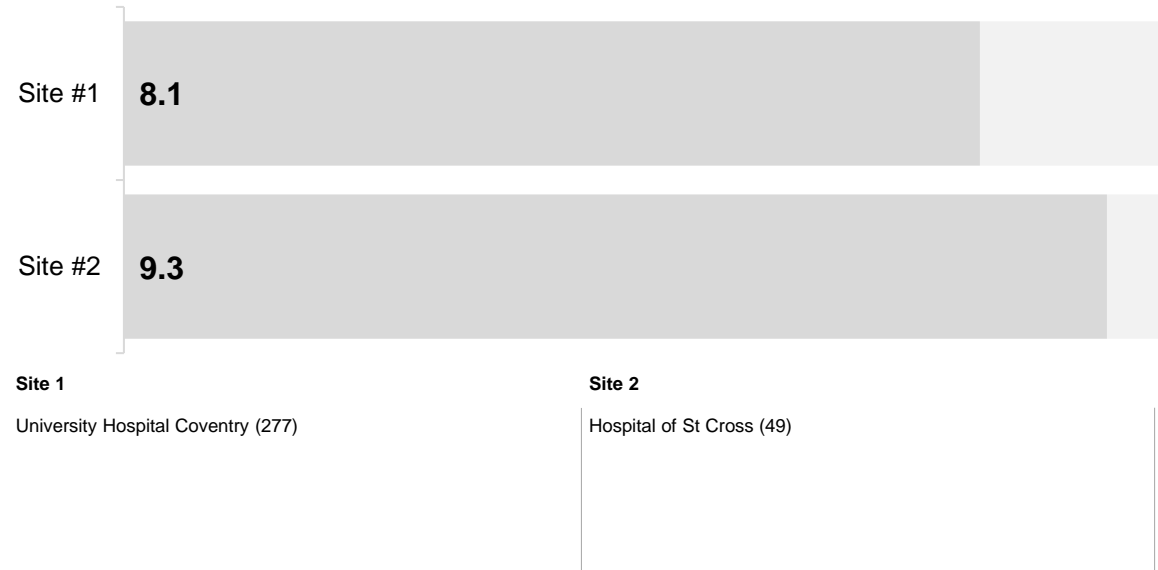 Site #1 8.1
Site #2 9.3
Site 1 Site 2
University Hospital Coventry (277) Hospital of St Cross (49)